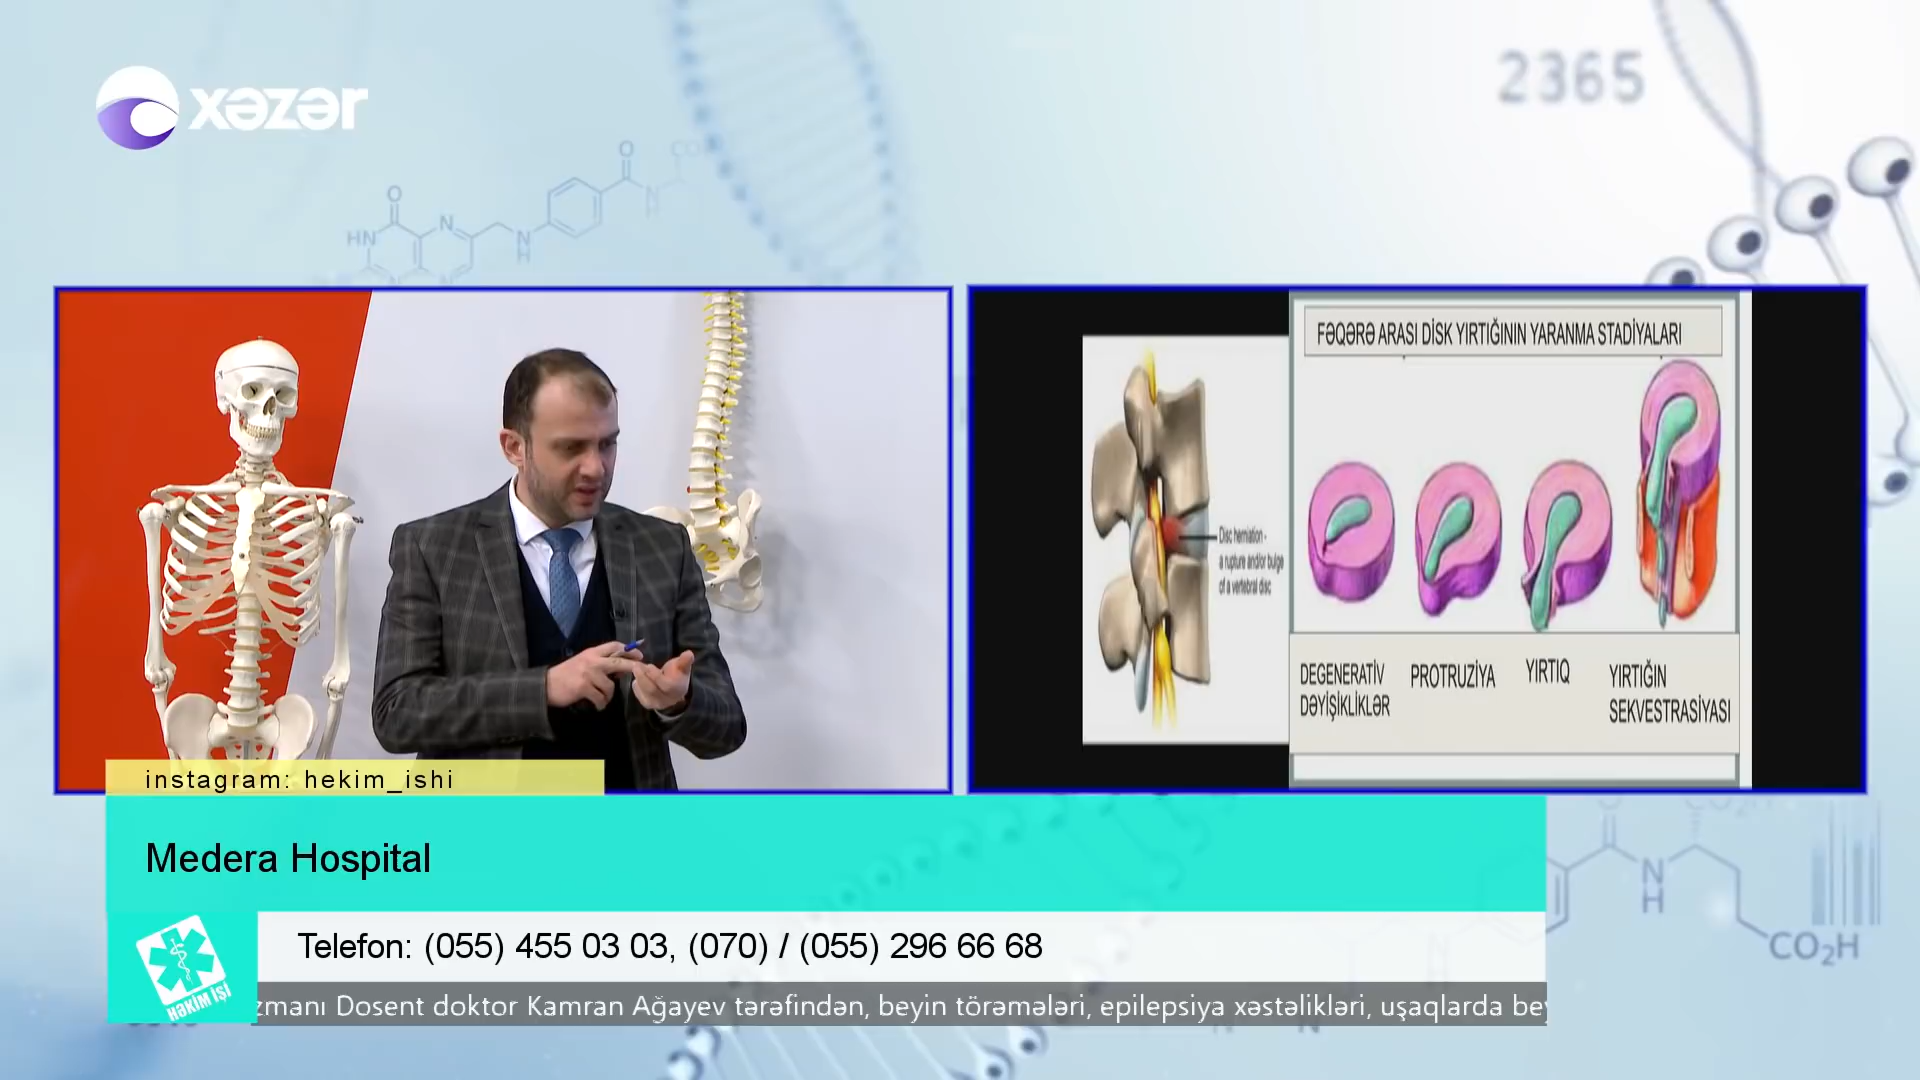 xəzər
2365
FƏQƏRƏ ARASI DİSK YIRTIĞININ YARANMA STADİYALARI
Disc herniation -
a rupture and/or bulge
of a vertebral disc
DEGENERATİV
DƏYİŞİKLİKLƏR
PROTRUZİYA
YIRTIQ
YIRTIĞIN
SEKVESTRASİYASI
instagram: hekim_ishi
Medera Hospital
Telefon: (055) 455 03 03, (070) / (055) 296 66 68
HƏKİM İŞİ
zmanı Dosent doktor Kamran Ağayev tərəfindən, beyin törəmələri, epilepsiya xəstəlikləri, uşaqlarda bey
O
HN
N
N
H
O
N
H
CO
N
H
CO₂H